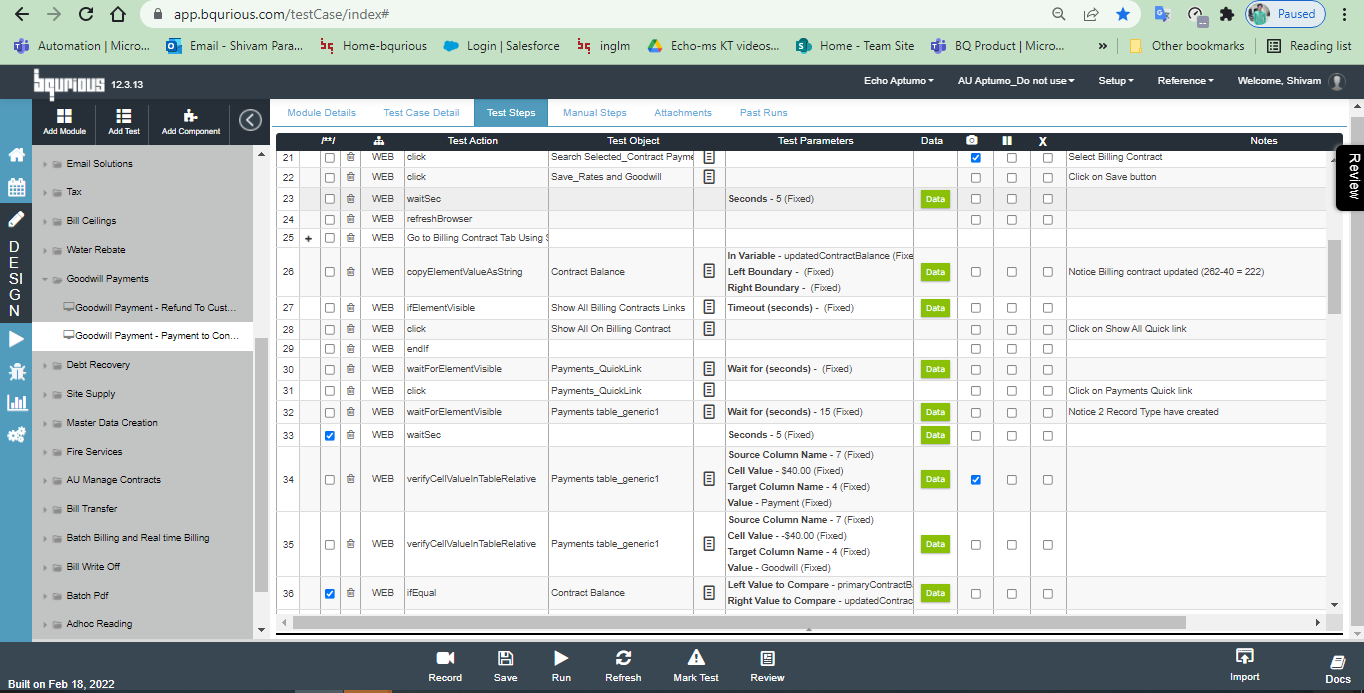 app.bqurious.com/testCase/index#
Paused
Automation | Micro...
Email - Shivam Para...
Home-bqurious
Login | Salesforce
inglm
Echo-ms KT videos...
Home - Team Site
BQ Product | Micro...
»
Other bookmarks
Reading list
bqurious 12.3.13
Echo Aptumo
AU Aptumo_Do not use
Setup
Reference
Welcome, Shivam
Add Module
Add Test
Add Component
DESIGN
Email Solutions
Tax
Bill Ceilings
Water Rebate
Goodwill Payments
Goodwill Payment - Refund To Cust...
Goodwill Payment - Payment to Con...
Debt Recovery
Site Supply
Master Data Creation
Fire Services
AU Manage Contracts
Bill Transfer
Batch Billing and Real time Billing
Bill Write Off
Batch Pdf
Adhoc Reading
Module Details
Test Case Detail
Test Steps
Manual Steps
Attachments
Past Runs
/**/ Test Action Test Object Test Parameters Data X Notes
21 WEB click Search Selected_Contract Payme Select Billing Contract
22 WEB click Save_Rates and Goodwill Click on Save button
23 WEB waitSec Seconds - 5 (Fixed) Data
24 WEB refreshBrowser
25 + WEB Go to Billing Contract Tab Using S
26 WEB copyElementValueAsString Contract Balance In Variable - updatedContractBalance (Fixe
Left Boundary - (Fixed)
Right Boundary - (Fixed)
Data Notice Billing contract updated (262-40 = 222)
27 WEB ifElementVisible Show All Billing Contracts Links Timeout (seconds) - (Fixed) Data
28 WEB click Show All On Billing Contract Click on Show All Quick link
29 WEB endIf
30 WEB waitForElementVisible Payments_QuickLink Wait for (seconds) - (Fixed) Data
31 WEB click Payments_QuickLink Click on Payments Quick link
32 WEB waitForElementVisible Payments table_generic1 Wait for (seconds) - 15 (Fixed) Data Notice 2 Record Type have created
33 WEB waitSec Seconds - 5 (Fixed) Data
34 WEB verifyCellValueInTableRelative Payments table_generic1 Source Column Name - 7 (Fixed)
Cell Value - $40.00 (Fixed)
Target Column Name - 4 (Fixed)
Value - Payment (Fixed)
Data
35 WEB verifyCellValueInTableRelative Payments table_generic1 Source Column Name - 7 (Fixed)
Cell Value - -$40.00 (Fixed)
Target Column Name - 4 (Fixed)
Value - Goodwill (Fixed)
Data
36 WEB ifEqual Contract Balance Left Value to Compare - primaryContractB
Right Value to Compare - updatedContrac
Data
Review
Record
Save
Run
Refresh
Mark Test
Review
Import
Docs
Built on Feb 18, 2022